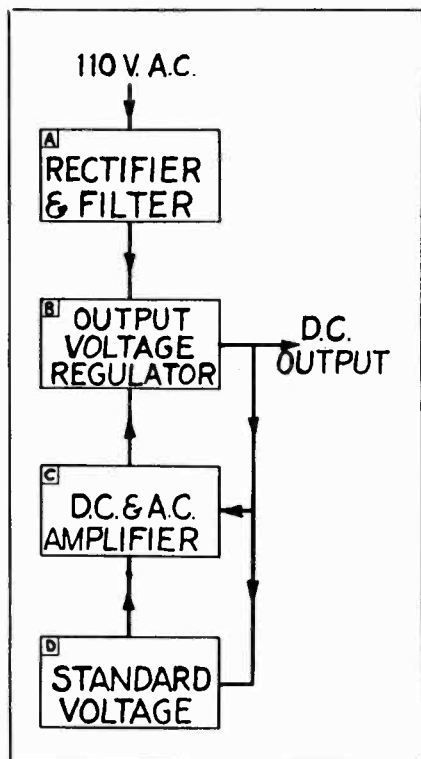 110 V. A.C.
A
RECTIFIER
& FILTER
B
OUTPUT
VOLTAGE
REGULATOR
D.C.
OUTPUT
C
D.C. & A.C.
AMPLIFIER
D
STANDARD
VOLTAGE